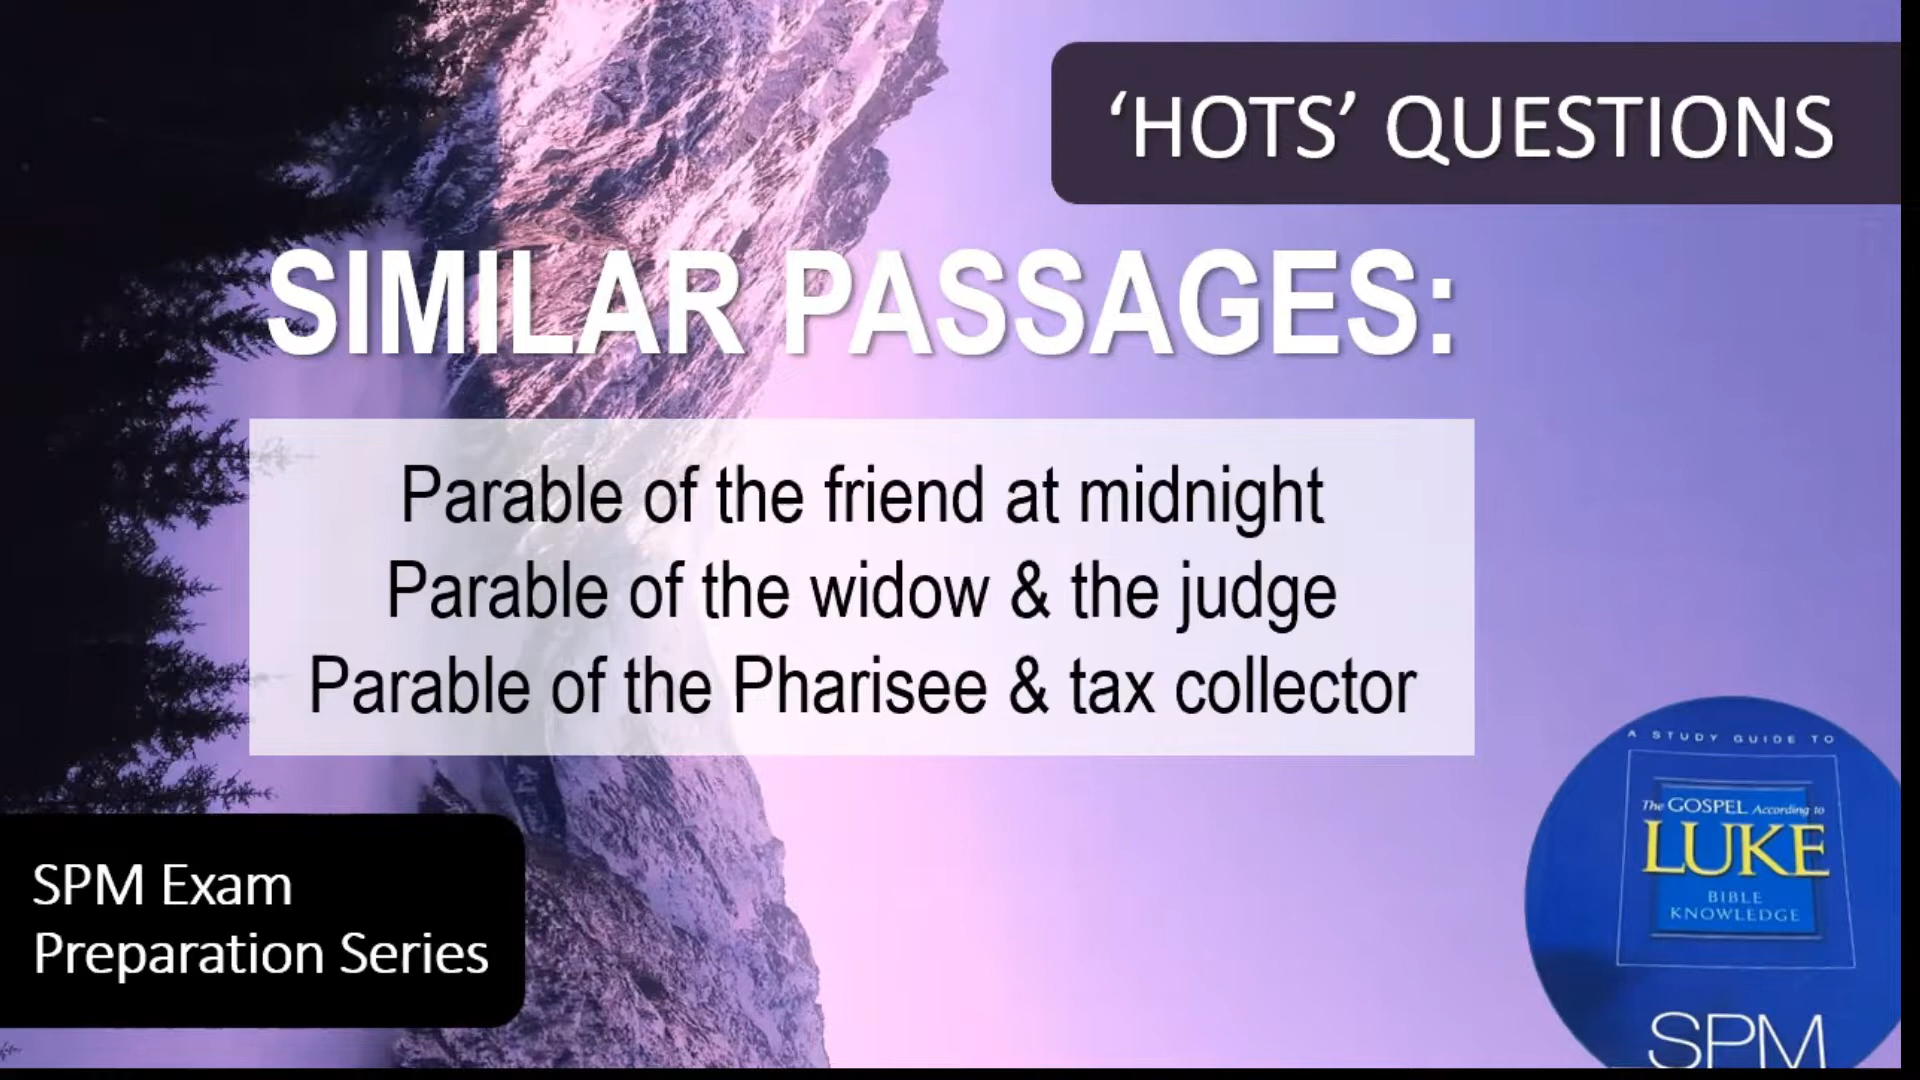 ‘HOTS’ QUESTIONS
SIMILAR PASSAGES:
Parable of the friend at midnight
Parable of the widow & the judge
Parable of the Pharisee & tax collector
SPM Exam
Preparation Series
A STUDY GUIDE TO
The GOSPEL According to
LUKE
BIBLE
KNOWLEDGE
SPM